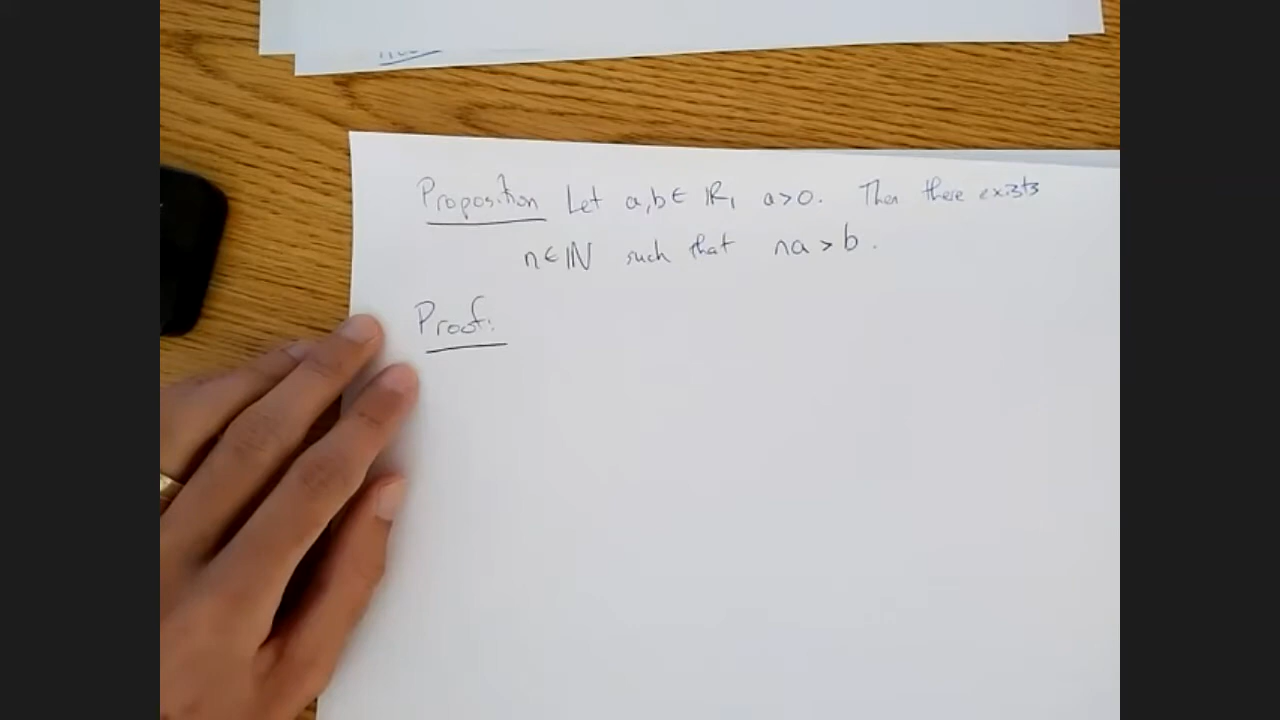 Proposition Let a,b ∈ ℝ, a>0. Then there exists
n ∈ ℕ such that na > b.
Proof: